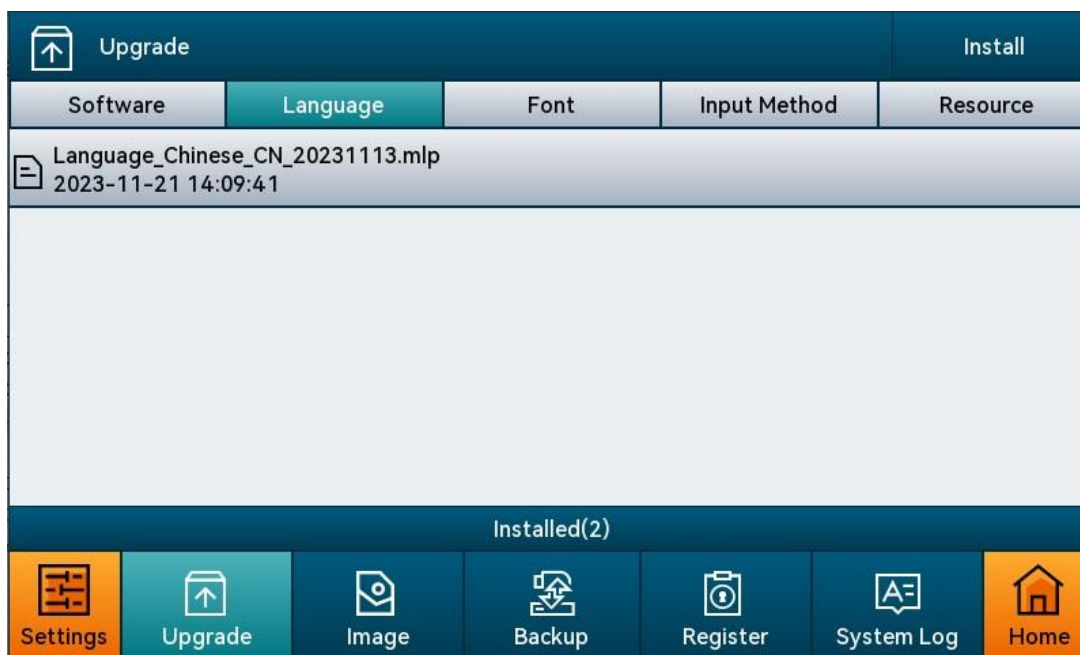 Upgrade
Install
Software
Language
Font
Input Method
Resource
Language_Chinese_CN_20231113.mlp
2023-11-21 14:09:41
Installed(2)
Settings
Upgrade
Image
Backup
Register
System Log
Home